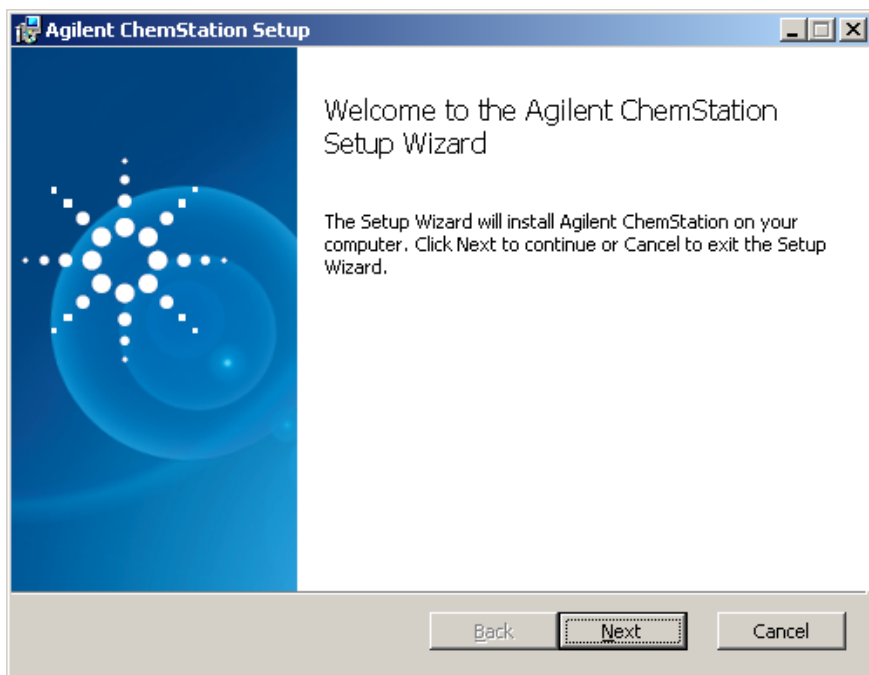 Agilent ChemStation Setup
Welcome to the Agilent ChemStation
Setup Wizard
The Setup Wizard will install Agilent ChemStation on your
computer. Click Next to continue or Cancel to exit the Setup
Wizard.
Back Next Cancel